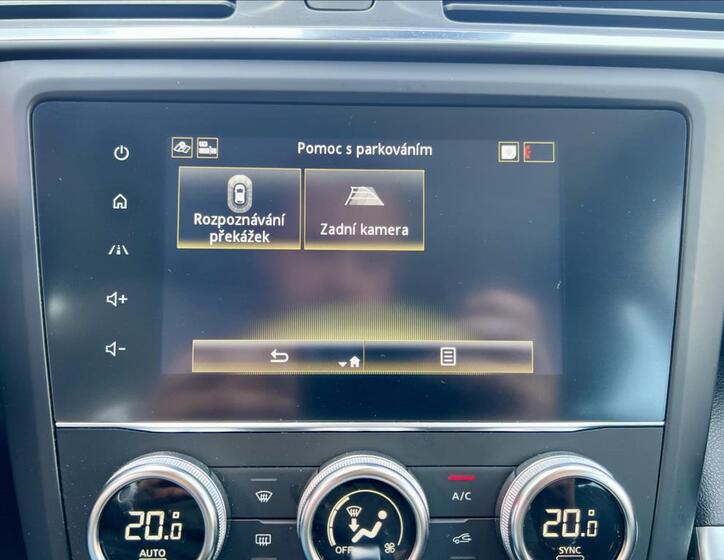 Pomoc s parkováním
Rozpoznávání
překážek
Zadní kamera
A/C
20.0
AUTO
OFF
20.0
SYNC